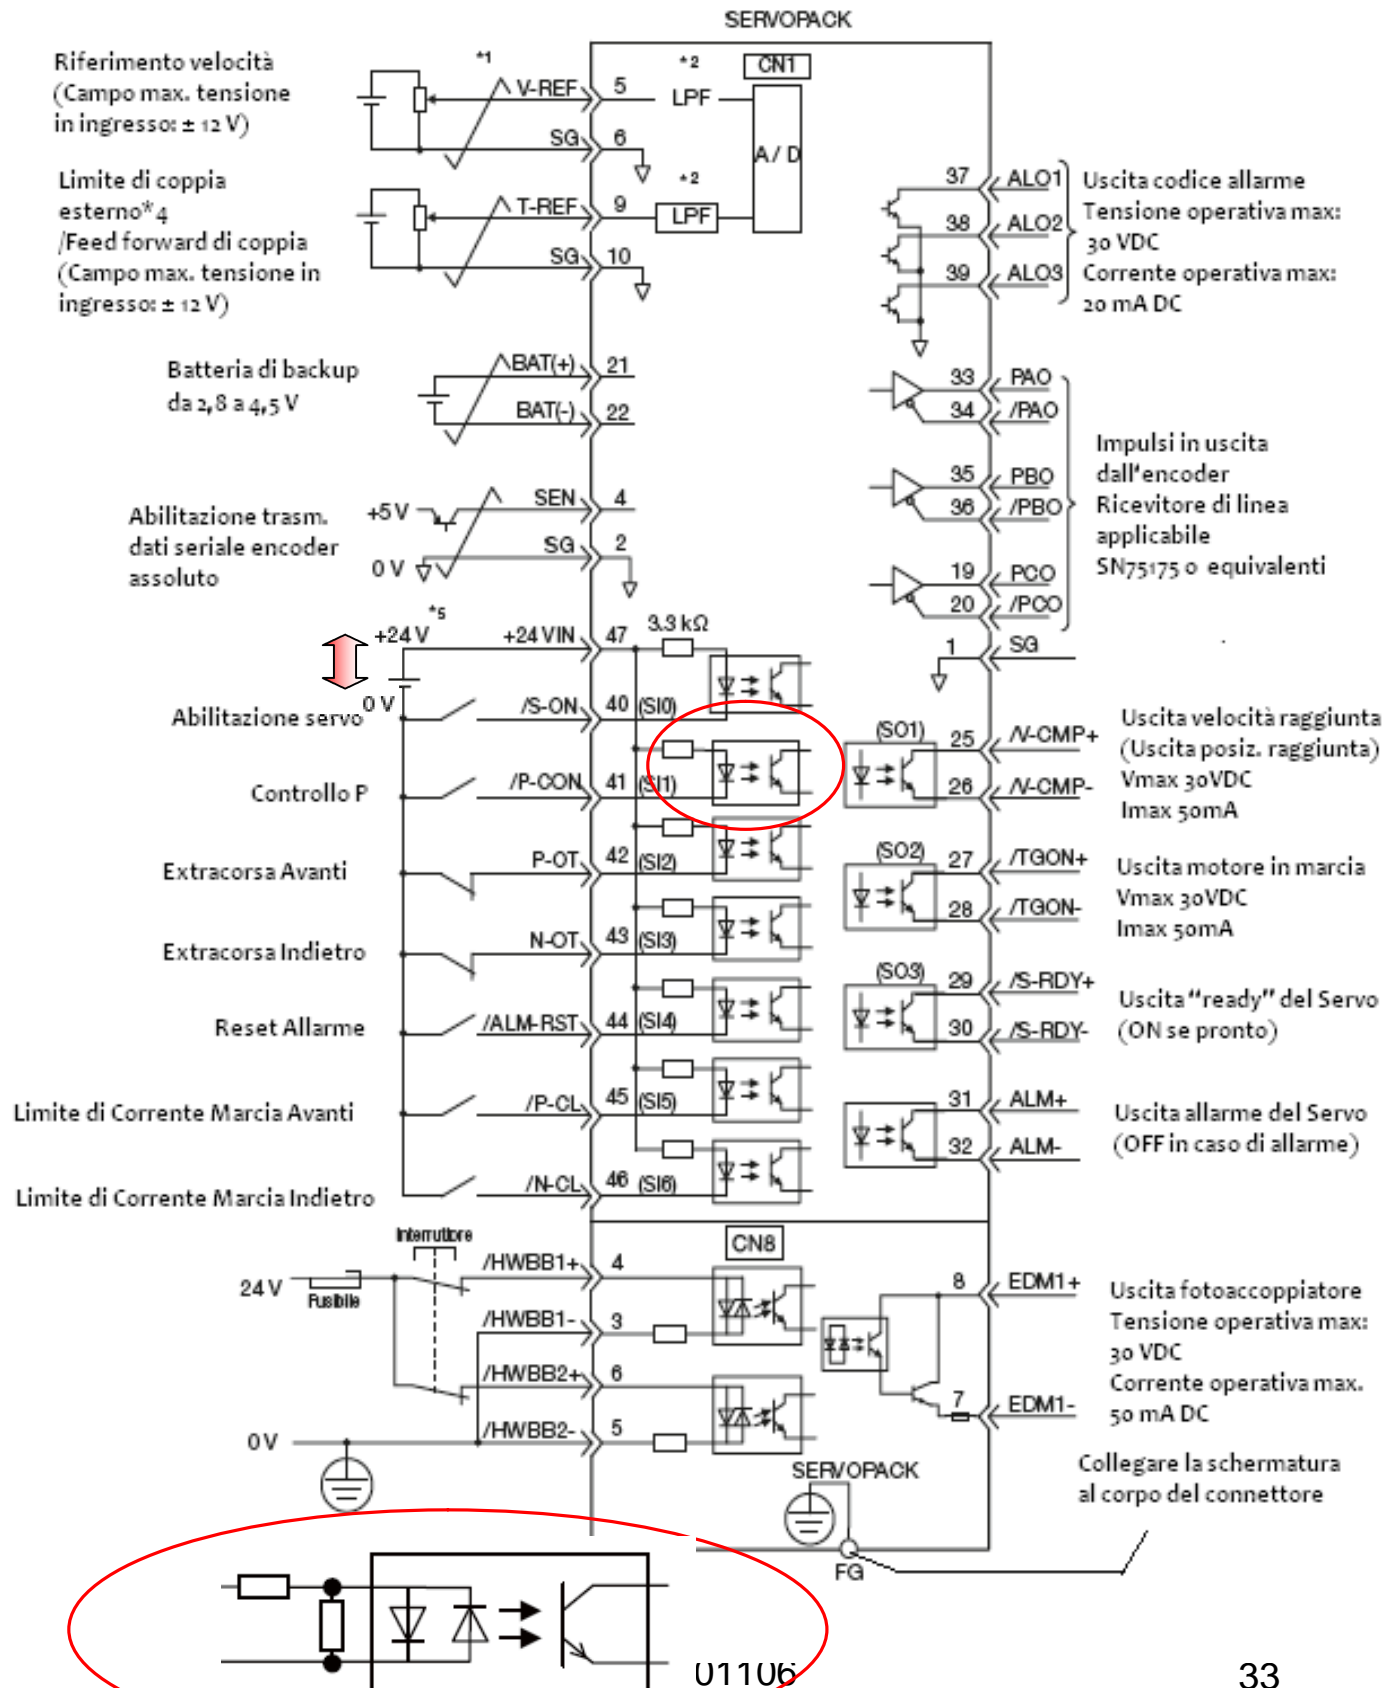 SERVOPACK
Riferimento velocità
(Campo max. tensione
in ingresso: ± 12 V)
*1
V-REF
5
*2
LPF
CN1
SG
6
A/D
Limite di coppia
esterno*4
/Feed forward di coppia
(Campo max. tensione in
ingresso: ± 12 V)
T-REF
9
*2
LPF
SG
10
37
ALO1
38
ALO2
39
ALO3
Uscita codice allarme
Tensione operativa max:
30 VDC
Corrente operativa max:
20 mA DC
Batteria di backup
da 2,8 a 4,5 V
BAT(+)
21
BAT(-)
22
33
PAO
34
/PAO
35
PBO
36
/PBO
19
PCO
20
/PCO
Impulsi in uscita
dall'encoder
Ricevitore di linea
applicabile
SN75175 o equivalenti
Abilitazione trasm.
dati seriale encoder
assoluto
+5 V
SEN
4
0 V
SG
2
1
SG
*5
+24 V
+24 VIN
47
3.3 kΩ
0 V
Abilitazione servo
/S-ON
40
(SI0)
Controllo P
/P-CON
41
(SI1)
Extracorsa Avanti
P-OT
42
(SI2)
Extracorsa Indietro
N-OT
43
(SI3)
Reset Allarme
/ALM-RST
44
(SI4)
Limite di Corrente Marcia Avanti
/P-CL
45
(SI5)
Limite di Corrente Marcia Indietro
/N-CL
46
(SI6)
(SO1)
25
/V-CMP+
26
/V-CMP-
Uscita velocità raggiunta
(Uscita posiz. raggiunta)
Vmax 30VDC
Imax 50mA
(SO2)
27
/TGON+
28
/TGON-
Uscita motore in marcia
Vmax 30VDC
Imax 50mA
(SO3)
29
/S-RDY+
30
/S-RDY-
Uscita “ready” del Servo
(ON se pronto)
31
ALM+
32
ALM-
Uscita allarme del Servo
(OFF in caso di allarme)
Interruttore
CN8
24 V
Fusibile
/HWBB1+
4
/HWBB1-
3
/HWBB2+
6
0 V
/HWBB2-
5
8
EDM1+
7
EDM1-
Uscita fotoaccoppiatore
Tensione operativa max:
30 VDC
Corrente operativa max.
50 mA DC
SERVOPACK
Collegare la schermatura
al corpo del connettore
FG
01106
33